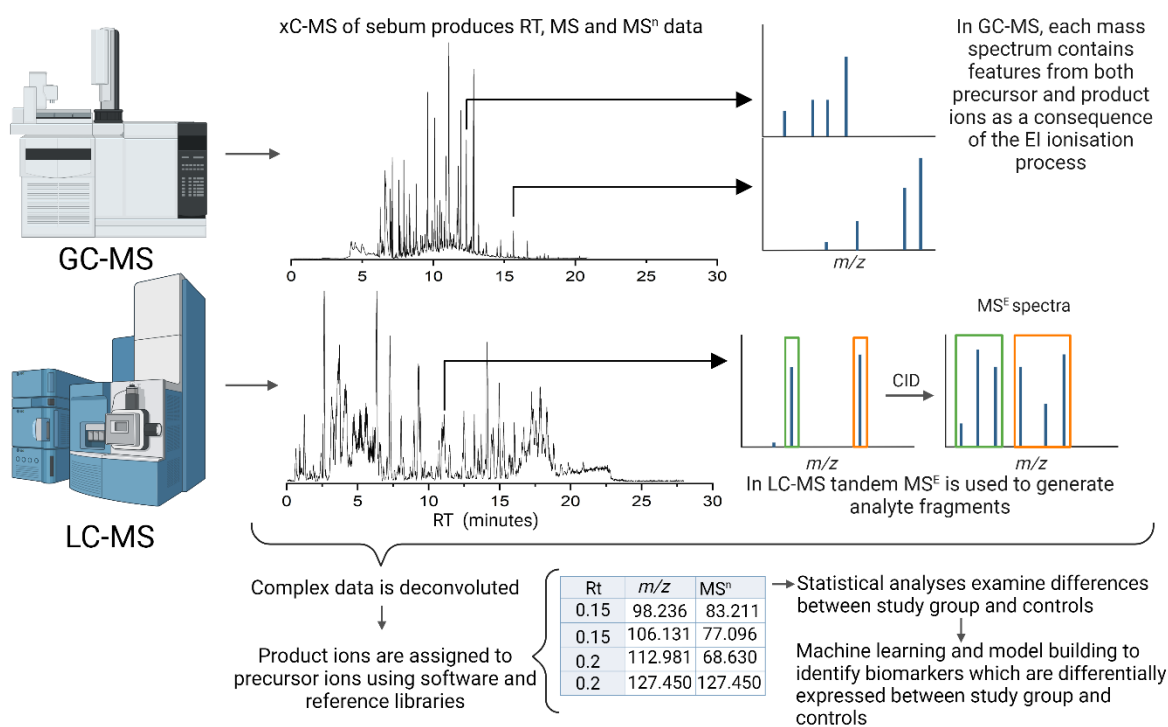 xC-MS of sebum produces RT, MS and MSⁿ data
In GC-MS, each mass
spectrum contains
features from both
precursor and product
ions as a consequence
of the EI ionisation
process
GC-MS
0 5 10 15 20 25 30
m/z
LC-MS
0 5 10 15 20 25 30
RT (minutes)
MSᴱ spectra
CID
m/z
m/z
In LC-MS tandem MSᴱ is used to generate
analyte fragments
Complex data is deconvoluted
Product ions are assigned to
precursor ions using software and
reference libraries
Rt m/z MSⁿ
0.15 98.236 83.211
0.15 106.131 77.096
0.2 112.981 68.630
0.2 127.450 127.450
Statistical analyses examine differences
between study group and controls
Machine learning and model building to
identify biomarkers which are differentially
expressed between study group and
controls